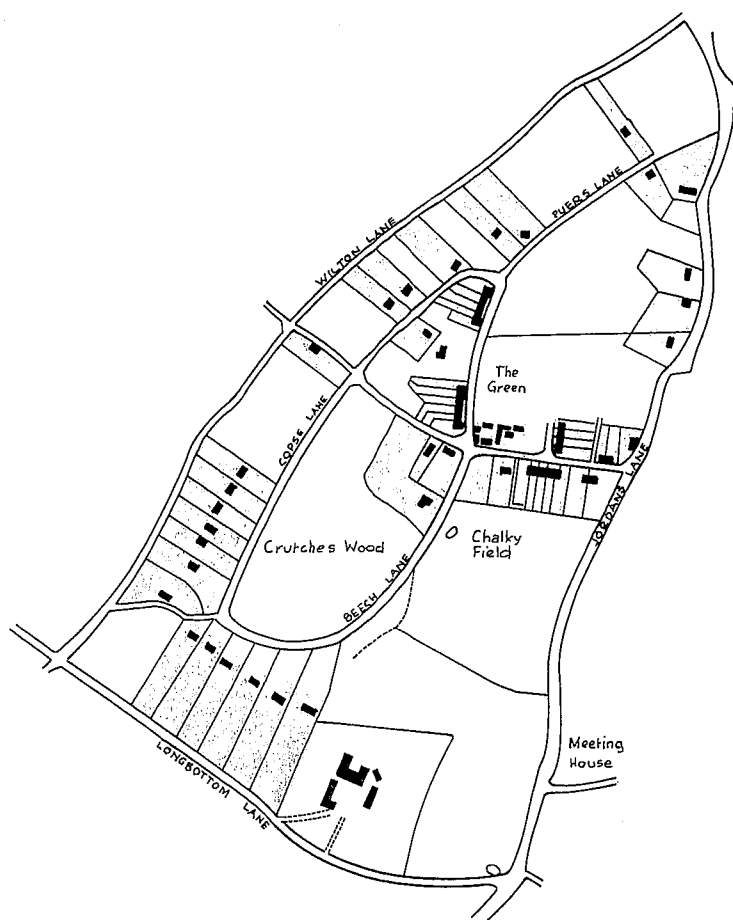 PUERS LANE
WILTON LANE
The
Green
COPSE LANE
JORDANS LANE
Chalky
Field
Crutches Wood
BEECH LANE
Meeting
House
LONGBOTTOM LANE